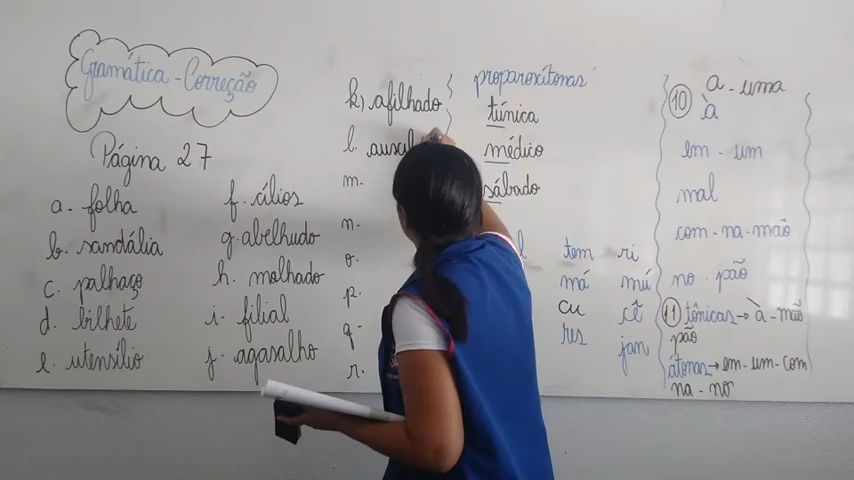 Gramática - Correção
Página 27
a - folha
b. sandália
c. palhaço
d. bilhete
e. utensílio
f. cílios
g. abelhudo
h. molhado
i. filial
j. agasalho
k) afilhado
l.
m.
n.
o.
p.
q.
r.
proparoxítonas
túnica
médico
sábado
tem ri
má mú
cu cê
res jan
10 a - uma
à
em - um
mal
com - na - mão
no pão
11 tônicas → à - mão
pão
átonas → em - um - com
na - no